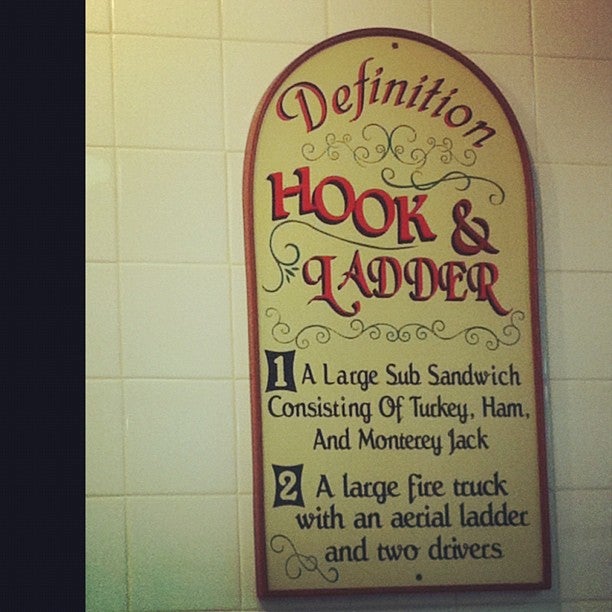 Definition
HOOK &
LADDER
1 A Large Sub Sandwich
Consisting Of Turkey, Ham,
And Monterey Jack
2 A large fire truck
with an aerial ladder
and two drivers